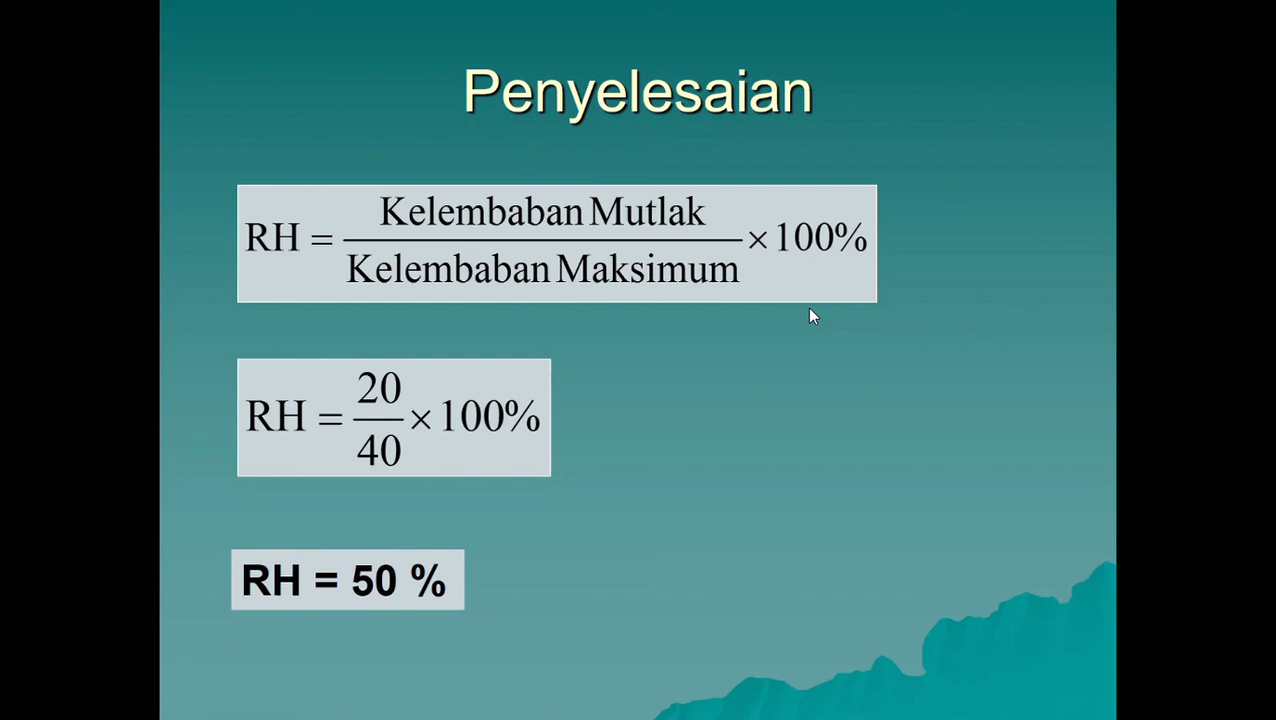 Penyelesaian
RH = Kelembaban Mutlak / Kelembaban Maksimum × 100%
RH = 20 / 40 × 100%
RH = 50 %